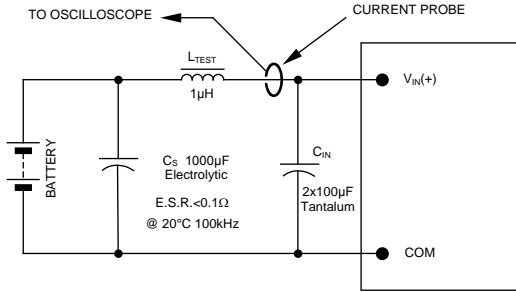 TO OSCILLOSCOPE
CURRENT PROBE
LTEST
1µH
VIN(+)
BATTERY
CS 1000µF
Electrolytic
E.S.R.<0.1Ω
@ 20°C 100kHz
CIN
2x100µF
Tantalum
COM